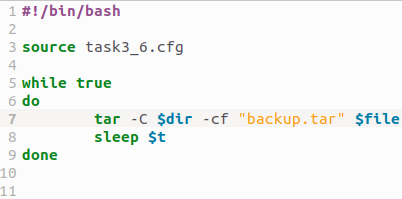 1 #!/bin/bash
2
3 source task3_6.cfg
4
5 while true
6 do
7 tar -C $dir -cf "backup.tar" $file
8 sleep $t
9 done
10
11